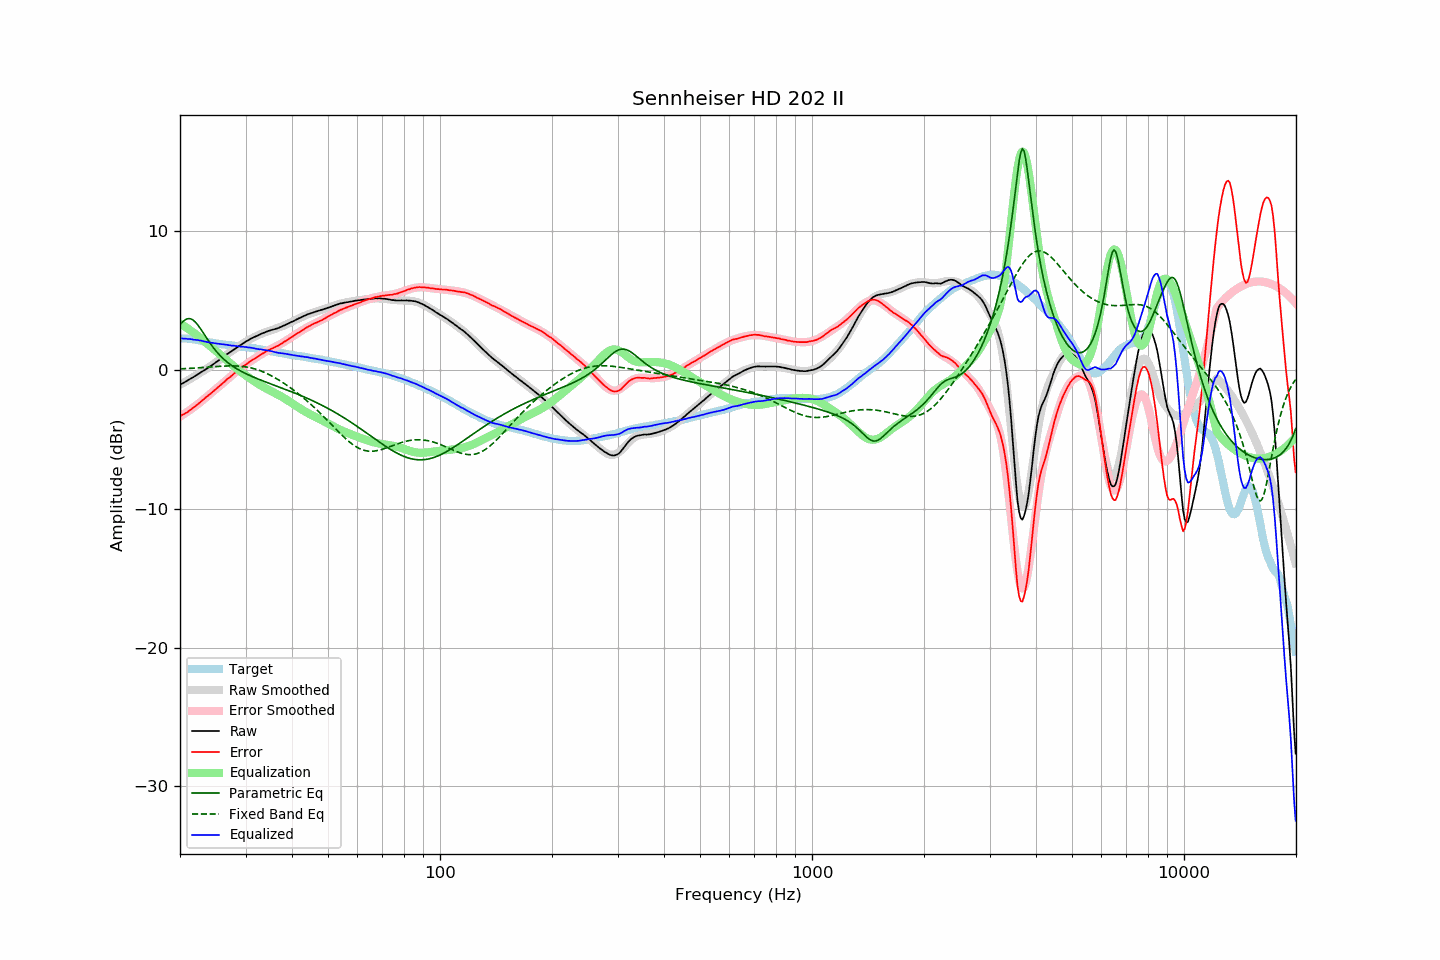 Sennheiser HD 202 II
10
0
−10
−20
−30
Amplitude (dBr)
Target
Raw Smoothed
Error Smoothed
Raw
Error
Equalization
Parametric Eq
Fixed Band Eq
Equalized
100
1000
10000
Frequency (Hz)